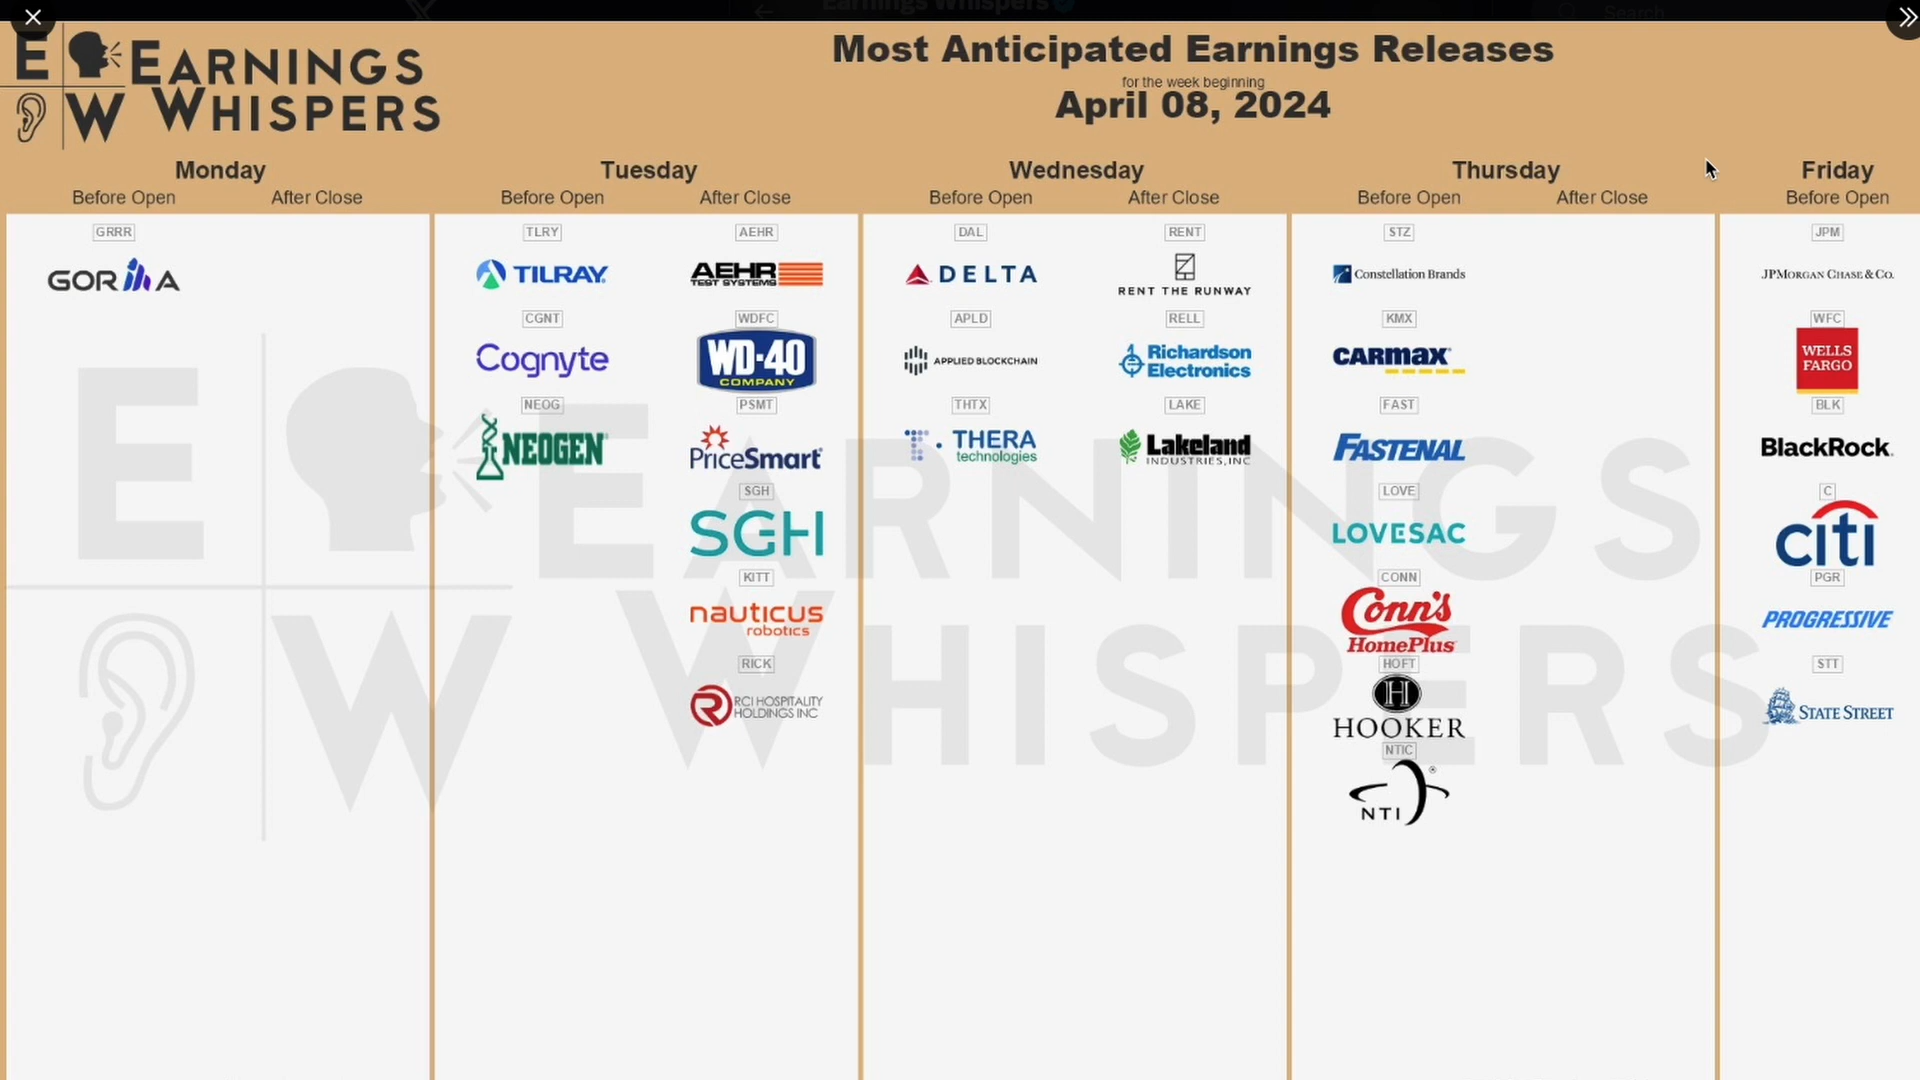 Earnings Whispers
Search
E EARNINGS
W WHISPERS
Most Anticipated Earnings Releases
for the week beginning
April 08, 2024
Monday
Before Open After Close
Tuesday
Before Open After Close
Wednesday
Before Open After Close
Thursday
Before Open After Close
Friday
Before Open
GRRR
GORILLA
TLRY
TILRAY
CGNT
Cognyte
NEOG
NEOGEN
AEHR
AEHR
TEST SYSTEMS
WDFC
WD-40
COMPANY
PSMT
PriceSmart
SGH
SGH
KITT
nauticus
robotics
RICK
RCI HOSPITALITY
HOLDINGS INC
DAL
DELTA
APLD
APPLIED BLOCKCHAIN
THTX
THERA
technologies
RENT
RENT THE RUNWAY
RELL
Richardson
Electronics
LAKE
Lakeland
INDUSTRIES, INC
STZ
Constellation Brands
KMX
CARMAX
FAST
FASTENAL
LOVE
LOVESAC
CONN
Conn's
HomePlus
HOFT
H
HOOKER
NTIC
NTI ®
JPM
JPMORGAN CHASE & CO.
WFC
WELLS
FARGO
BLK
BlackRock.
C
citi
PGR
PROGRESSIVE
STT
STATE STREET
E EARNINGS
W WHISPERS